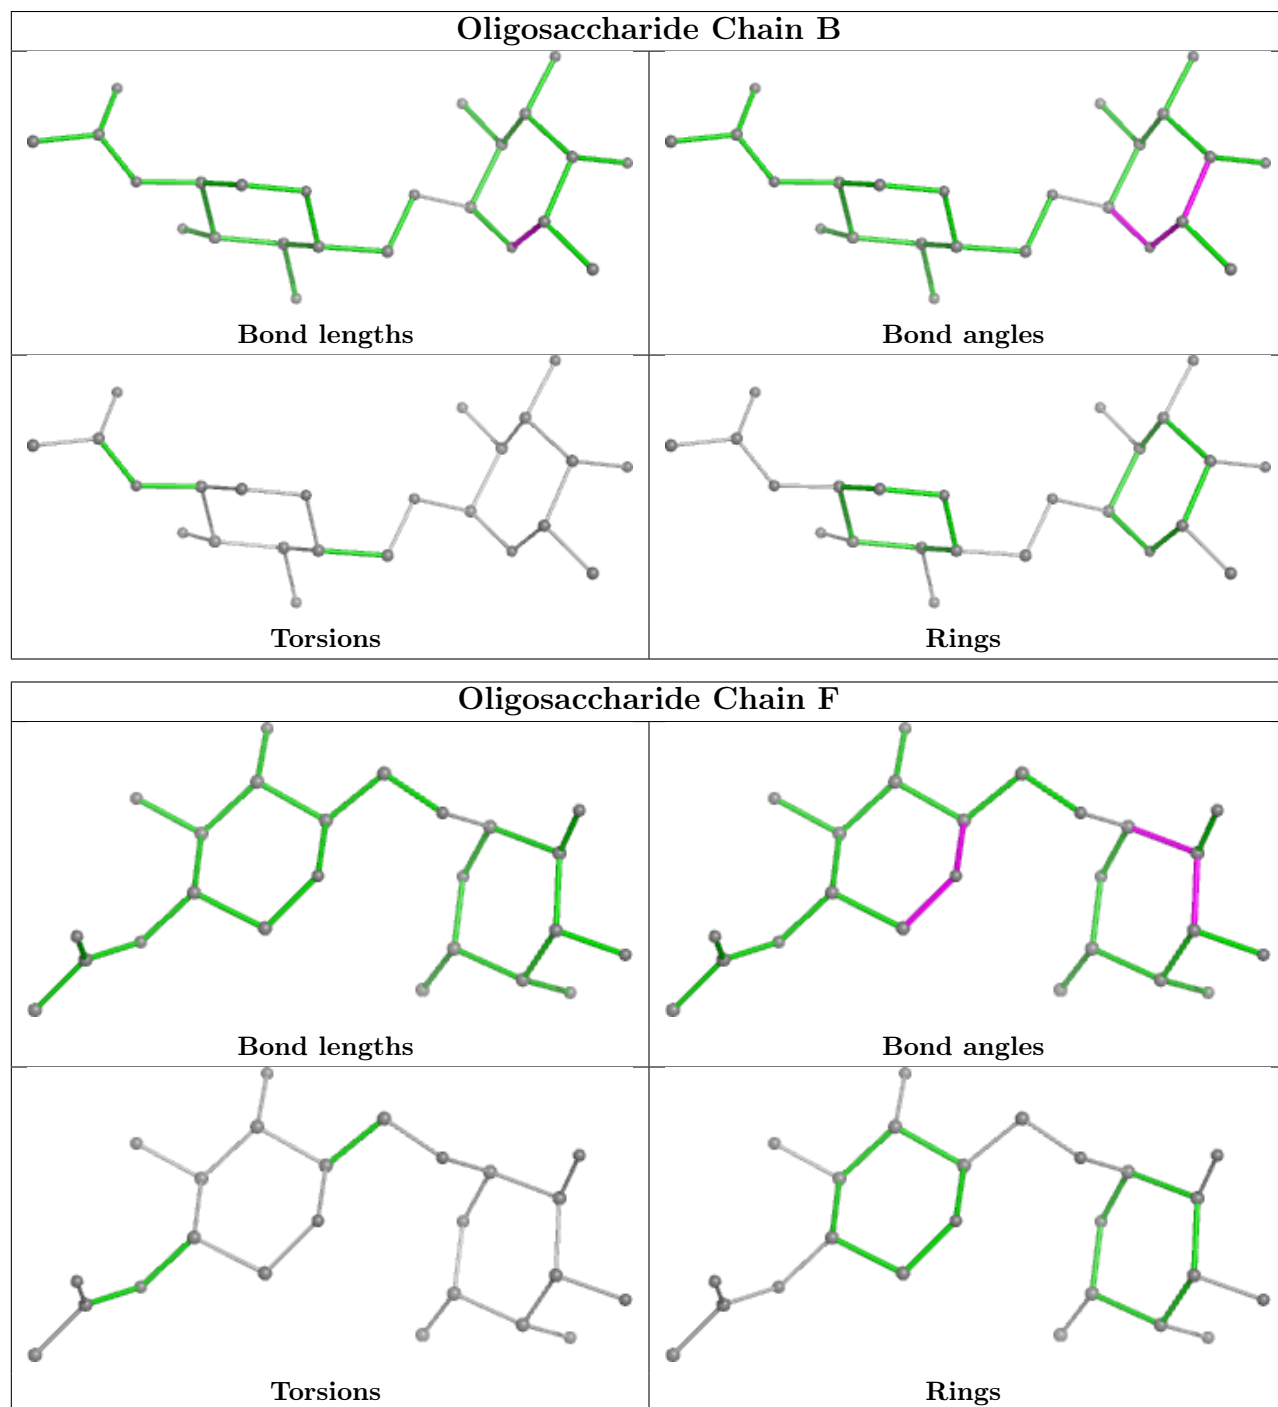 Oligosaccharide Chain B
Bond lengths
Bond angles
Torsions
Rings
Oligosaccharide Chain F
Bond lengths
Bond angles
Torsions
Rings